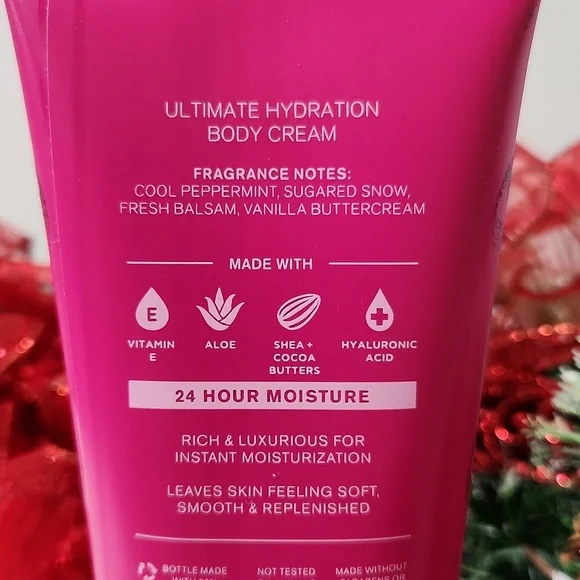 ULTIMATE HYDRATION
BODY CREAM
FRAGRANCE NOTES:
COOL PEPPERMINT, SUGARED SNOW,
FRESH BALSAM, VANILLA BUTTERCREAM
MADE WITH
E
VITAMIN
E
ALOE
SHEA +
COCOA
BUTTERS
HYALURONIC
ACID
24 HOUR MOISTURE
RICH & LUXURIOUS FOR
INSTANT MOISTURIZATION
LEAVES SKIN FEELING SOFT,
SMOOTH & REPLENISHED
BOTTLE MADE
NOT TESTED
MADE WITHOUT